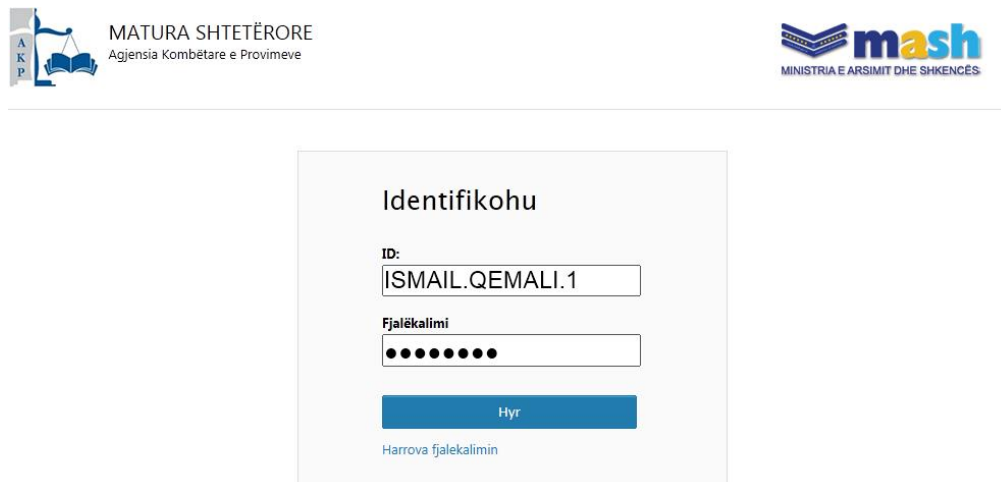 A
K
P
MATURA SHTETËRORE
Agjensia Kombëtare e Provimeve
mash
MINISTRIA E ARSIMIT DHE SHKENCËS
Identifikohu
ID:
ISMAIL.QEMALI.1
Fjalëkalimi
●●●●●●●●
Hyr
Harrova fjalekalimin